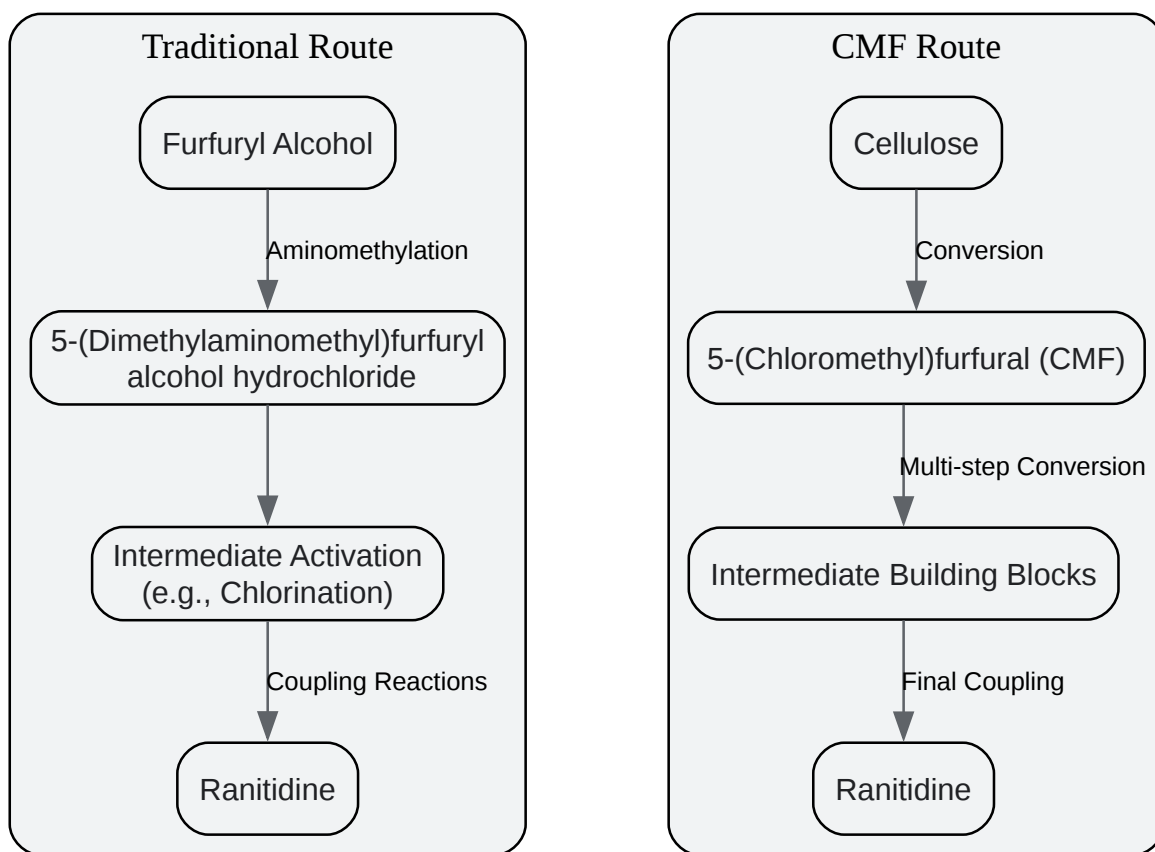 Traditional Route
Furfuryl Alcohol
Aminomethylation
5-(Dimethylaminomethyl)furfuryl
alcohol hydrochloride
Intermediate Activation
(e.g., Chlorination)
Coupling Reactions
Ranitidine
CMF Route
Cellulose
Conversion
5-(Chloromethyl)furfural (CMF)
Multi-step Conversion
Intermediate Building Blocks
Final Coupling
Ranitidine